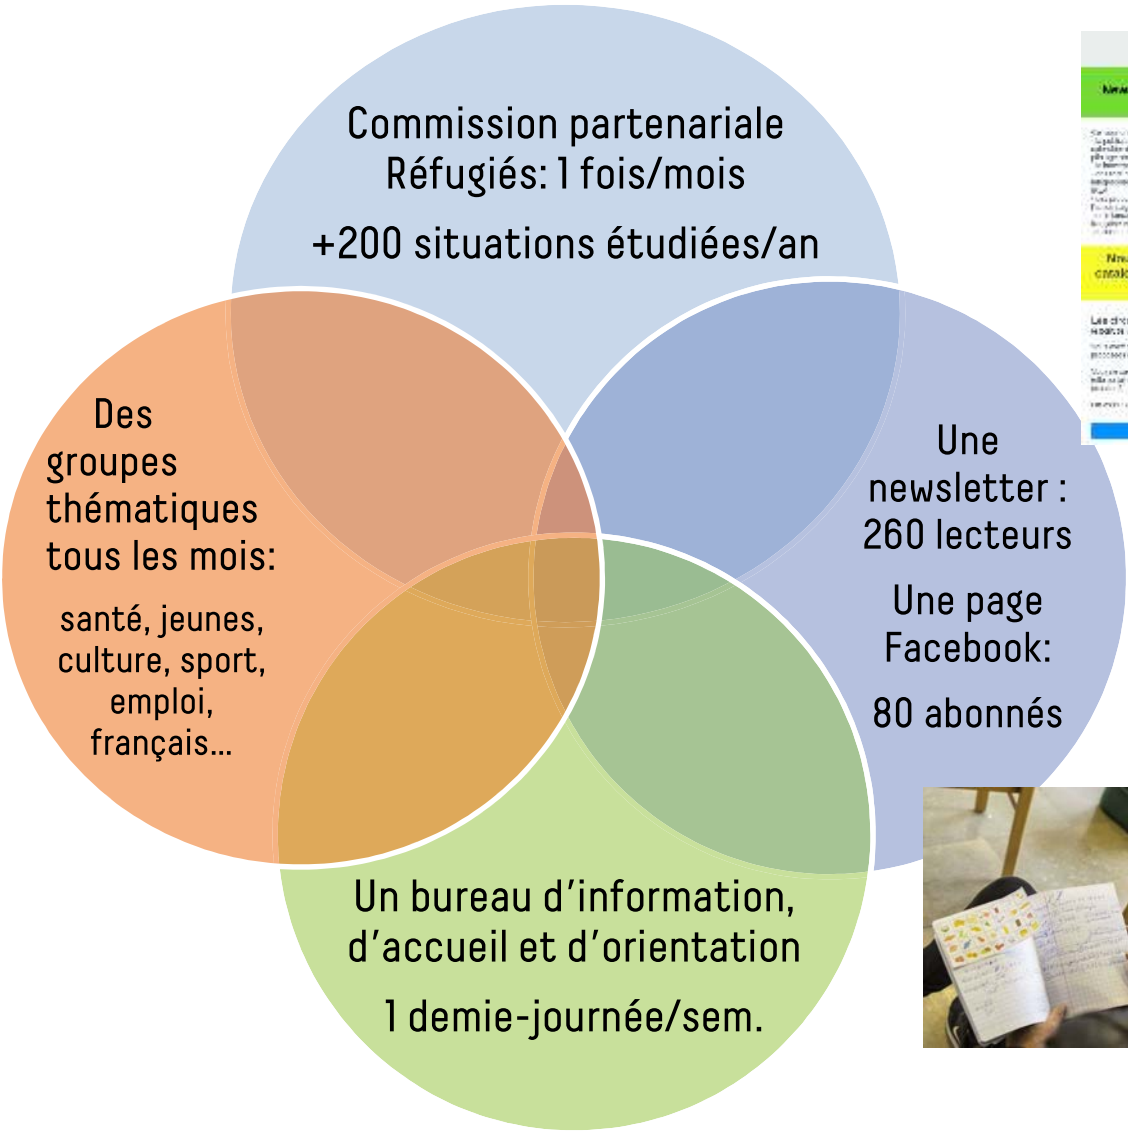 Commission partenariale
Réfugiés: 1 fois/mois
+200 situations étudiées/an
Des
groupes
thématiques
tous les mois:
santé, jeunes,
culture, sport,
emploi,
français...
Une
newsletter :
260 lecteurs
Une page
Facebook:
80 abonnés
Un bureau d'information,
d'accueil et d'orientation
1 demie-journée/sem.